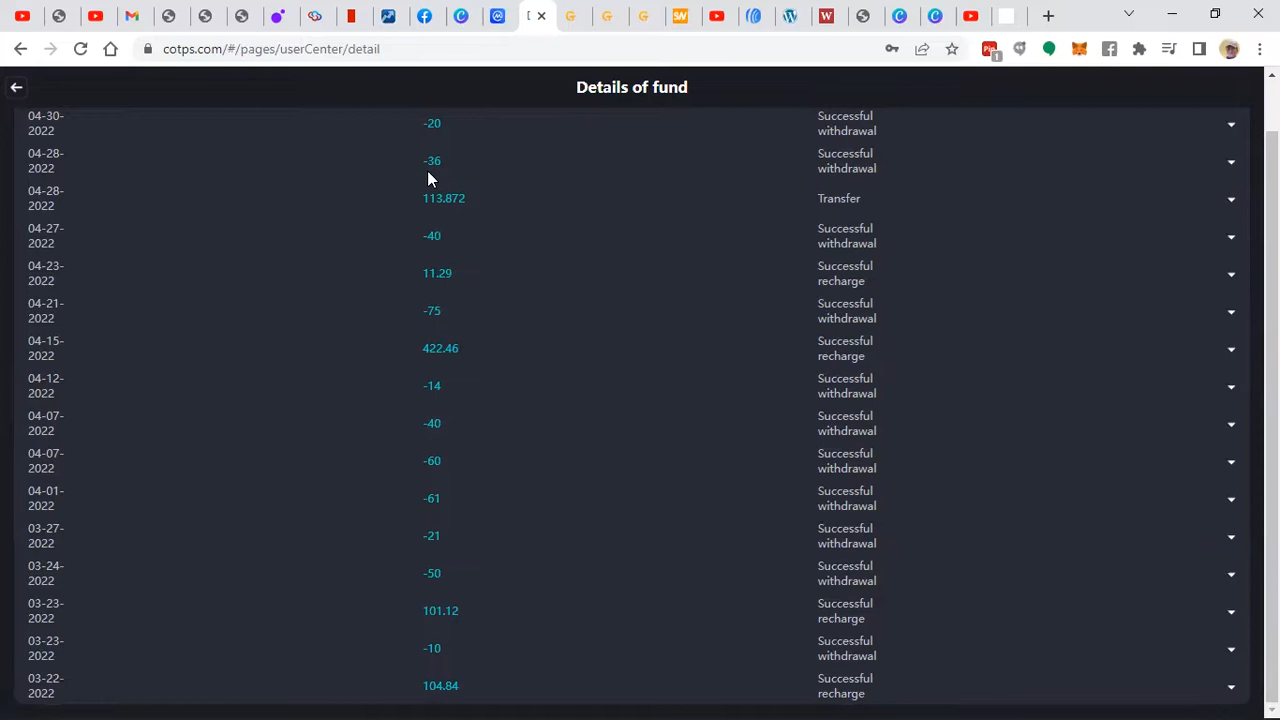 cotps.com/#/pages/userCenter/detail
Details of fund
04-30-
2022
-20
Successful
withdrawal
04-28-
2022
-36
Successful
withdrawal
04-28-
2022
113.872
Transfer
04-27-
2022
-40
Successful
withdrawal
04-23-
2022
11.29
Successful
recharge
04-21-
2022
-75
Successful
withdrawal
04-15-
2022
422.46
Successful
recharge
04-12-
2022
-14
Successful
withdrawal
04-07-
2022
-40
Successful
withdrawal
04-07-
2022
-60
Successful
withdrawal
04-01-
2022
-61
Successful
withdrawal
03-27-
2022
-21
Successful
withdrawal
03-24-
2022
-50
Successful
withdrawal
03-23-
2022
101.12
Successful
recharge
03-23-
2022
-10
Successful
withdrawal
03-22-
2022
104.84
Successful
recharge